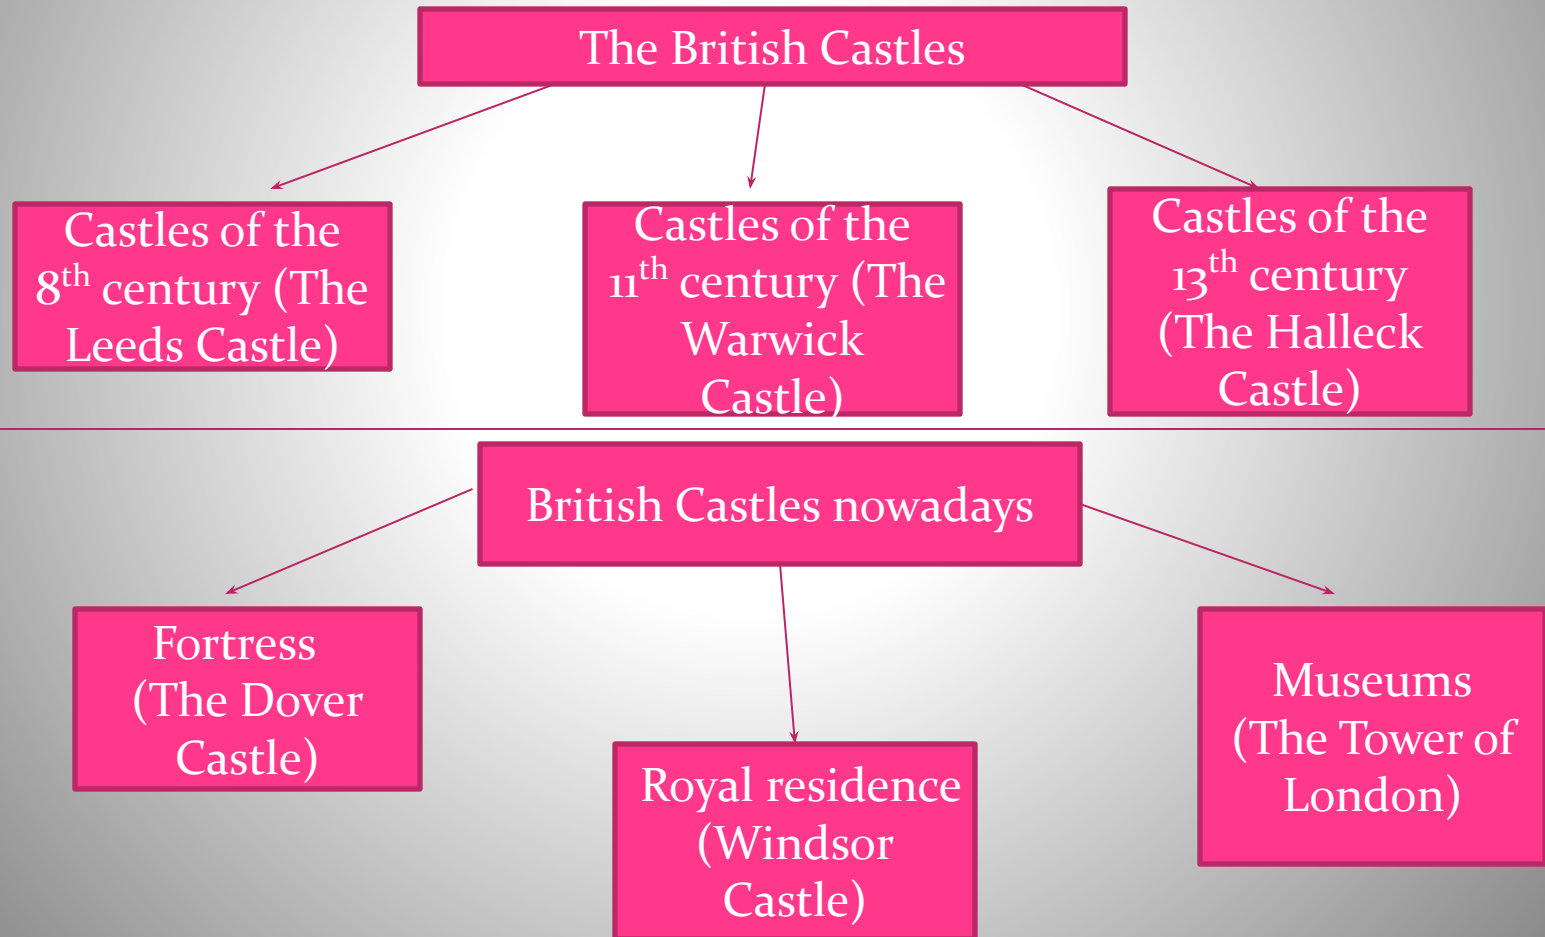 The British Castles
Castles of the
8th century (The
Leeds Castle)
Castles of the
11th century (The
Warwick
Castle)
Castles of the
13th century
(The Halleck
Castle)
British Castles nowadays
Fortress
(The Dover
Castle)
Royal residence
(Windsor
Castle)
Museums
(The Tower of
London)